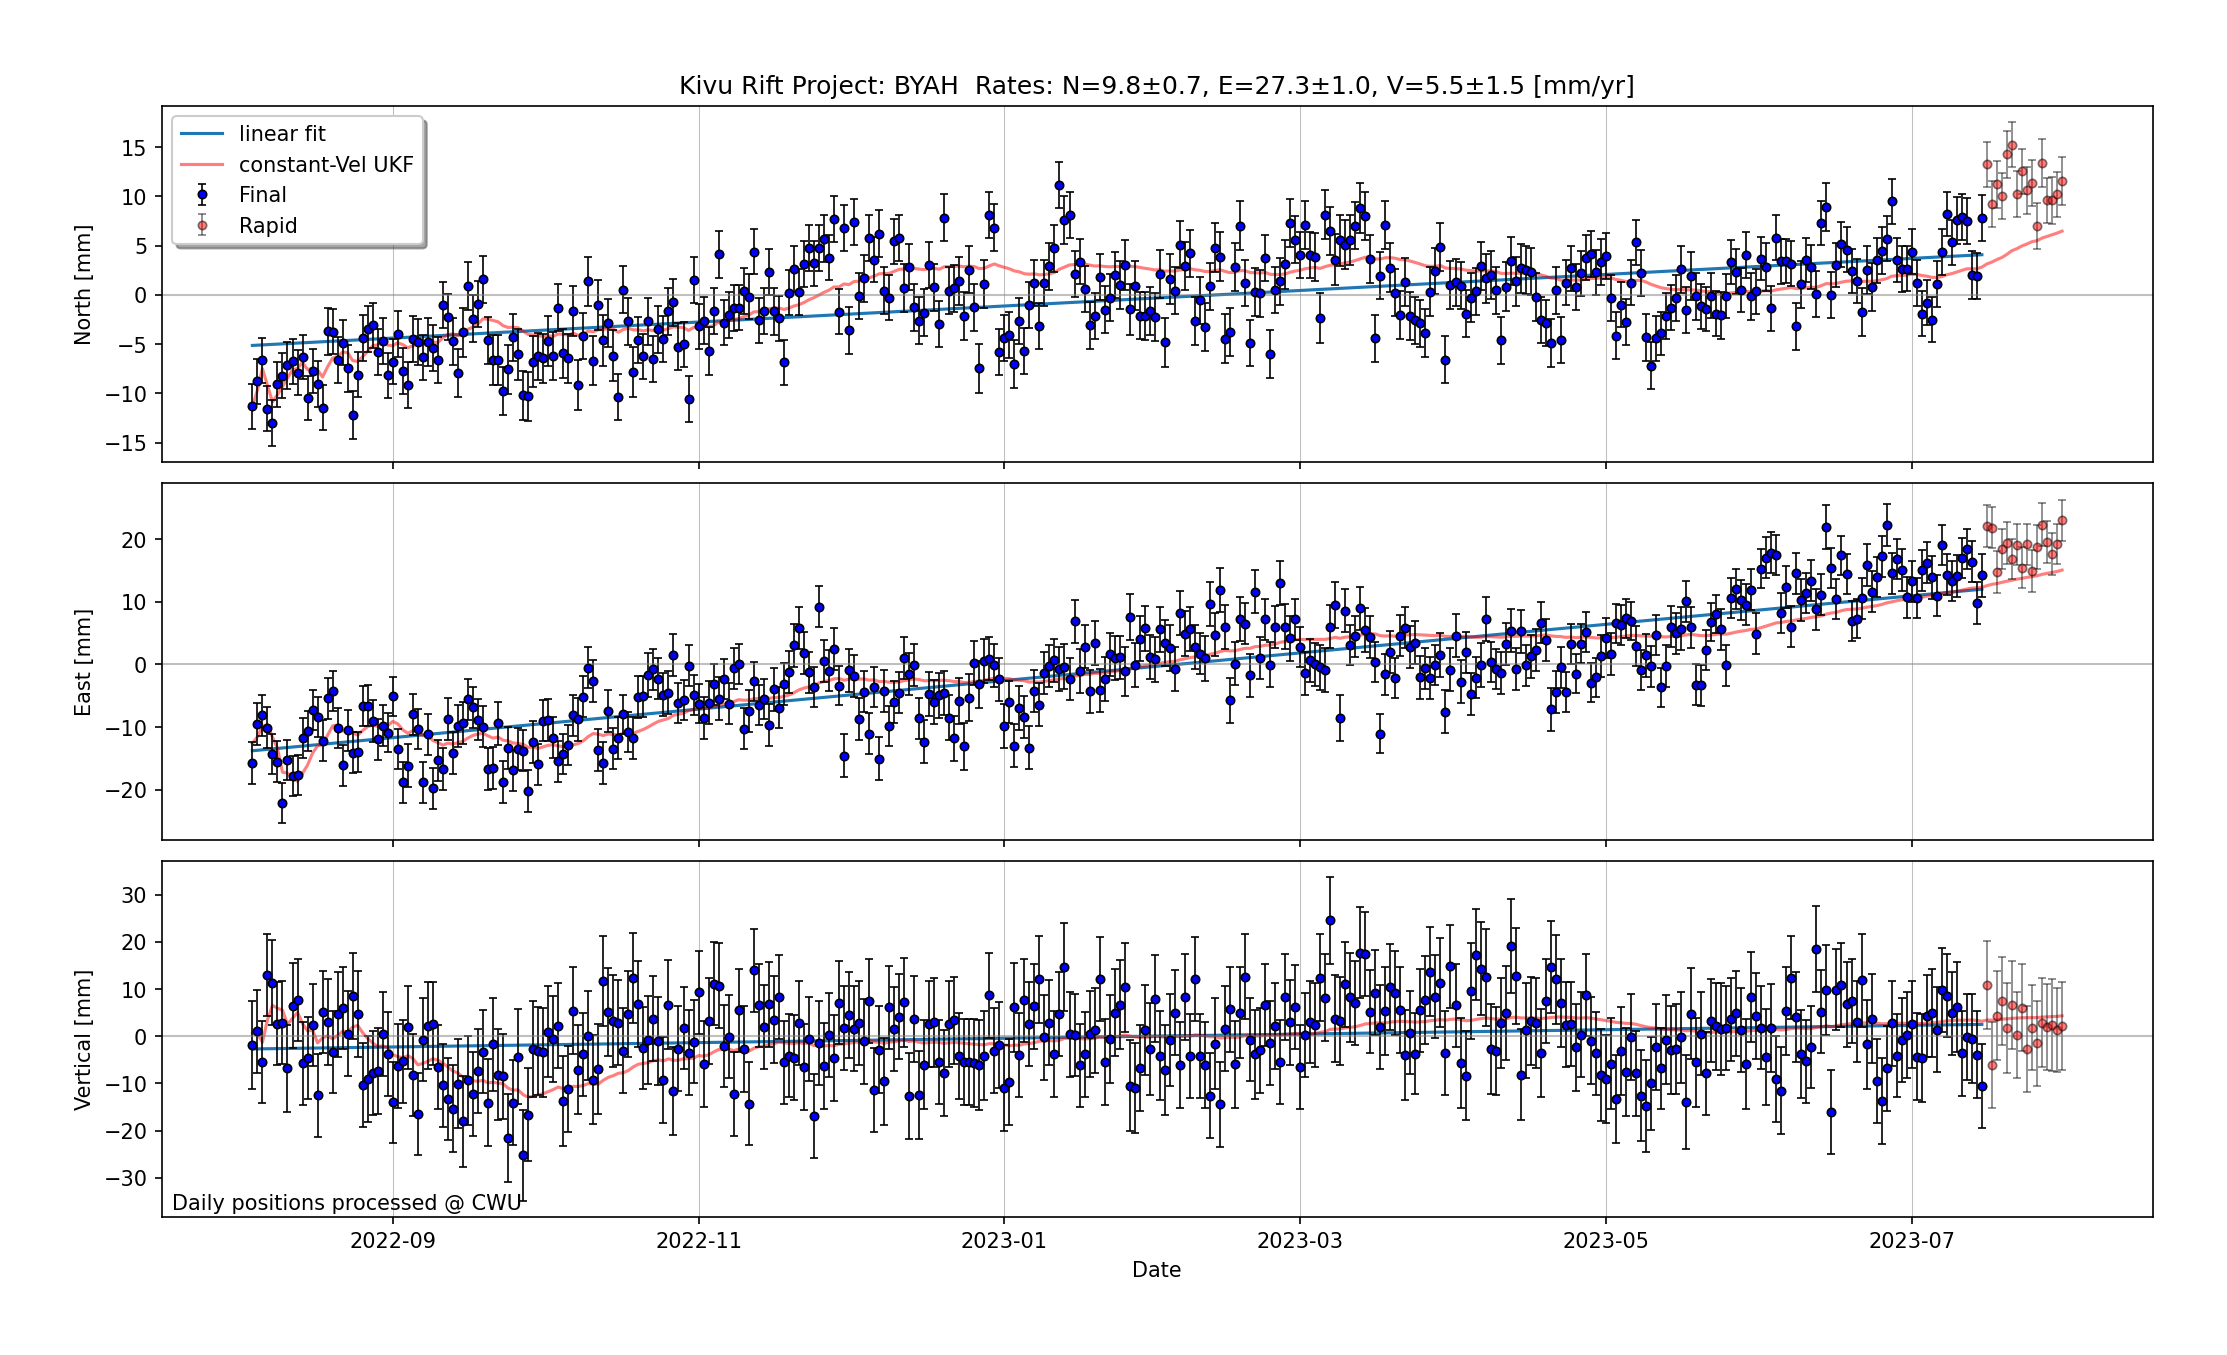 Kivu Rift Project: BYAH  Rates: N=9.8±0.7, E=27.3±1.0, V=5.5±1.5 [mm/yr]
linear fit
constant-Vel UKF
Final
Rapid
North [mm]
15
10
5
0
−5
−10
−15
East [mm]
20
10
0
−10
−20
Vertical [mm]
30
20
10
0
−10
−20
−30
Daily positions processed @ CWU
2022-09
2022-11
2023-01
2023-03
2023-05
2023-07
Date